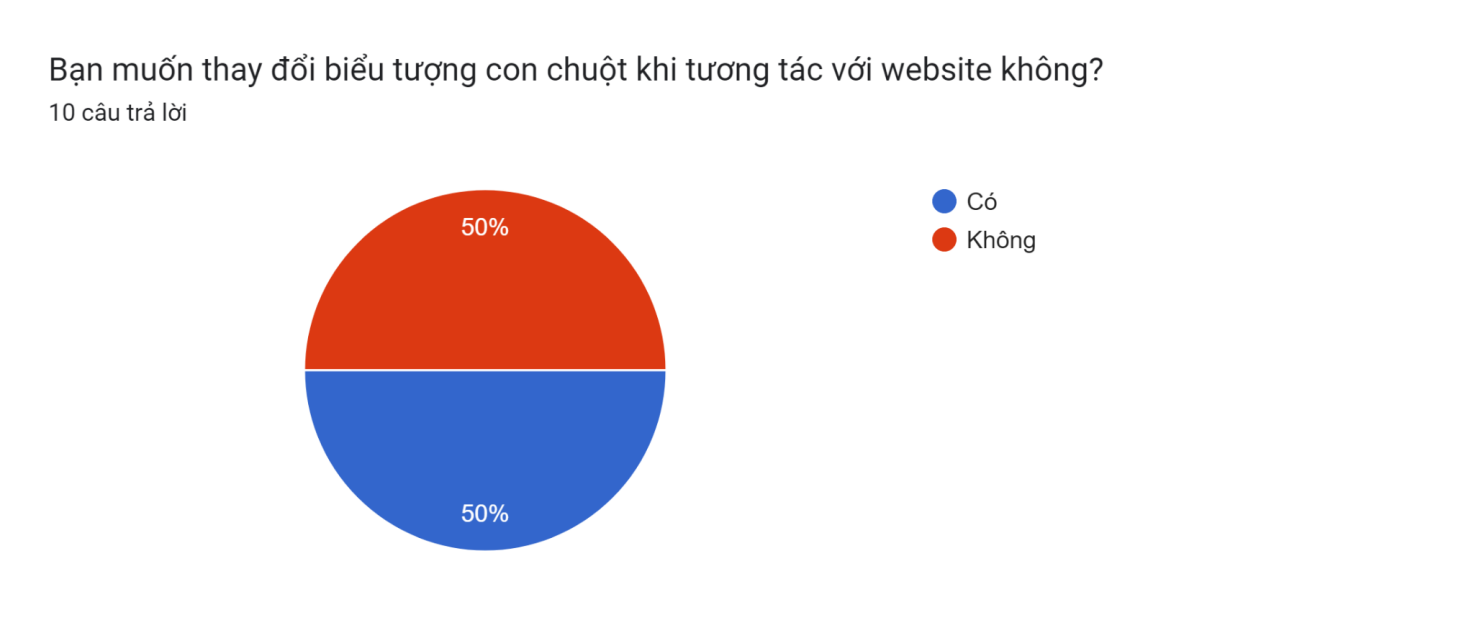 Bạn muốn thay đổi biểu tượng con chuột khi tương tác với website không?
10 câu trả lời
50%
50%
Có
Không